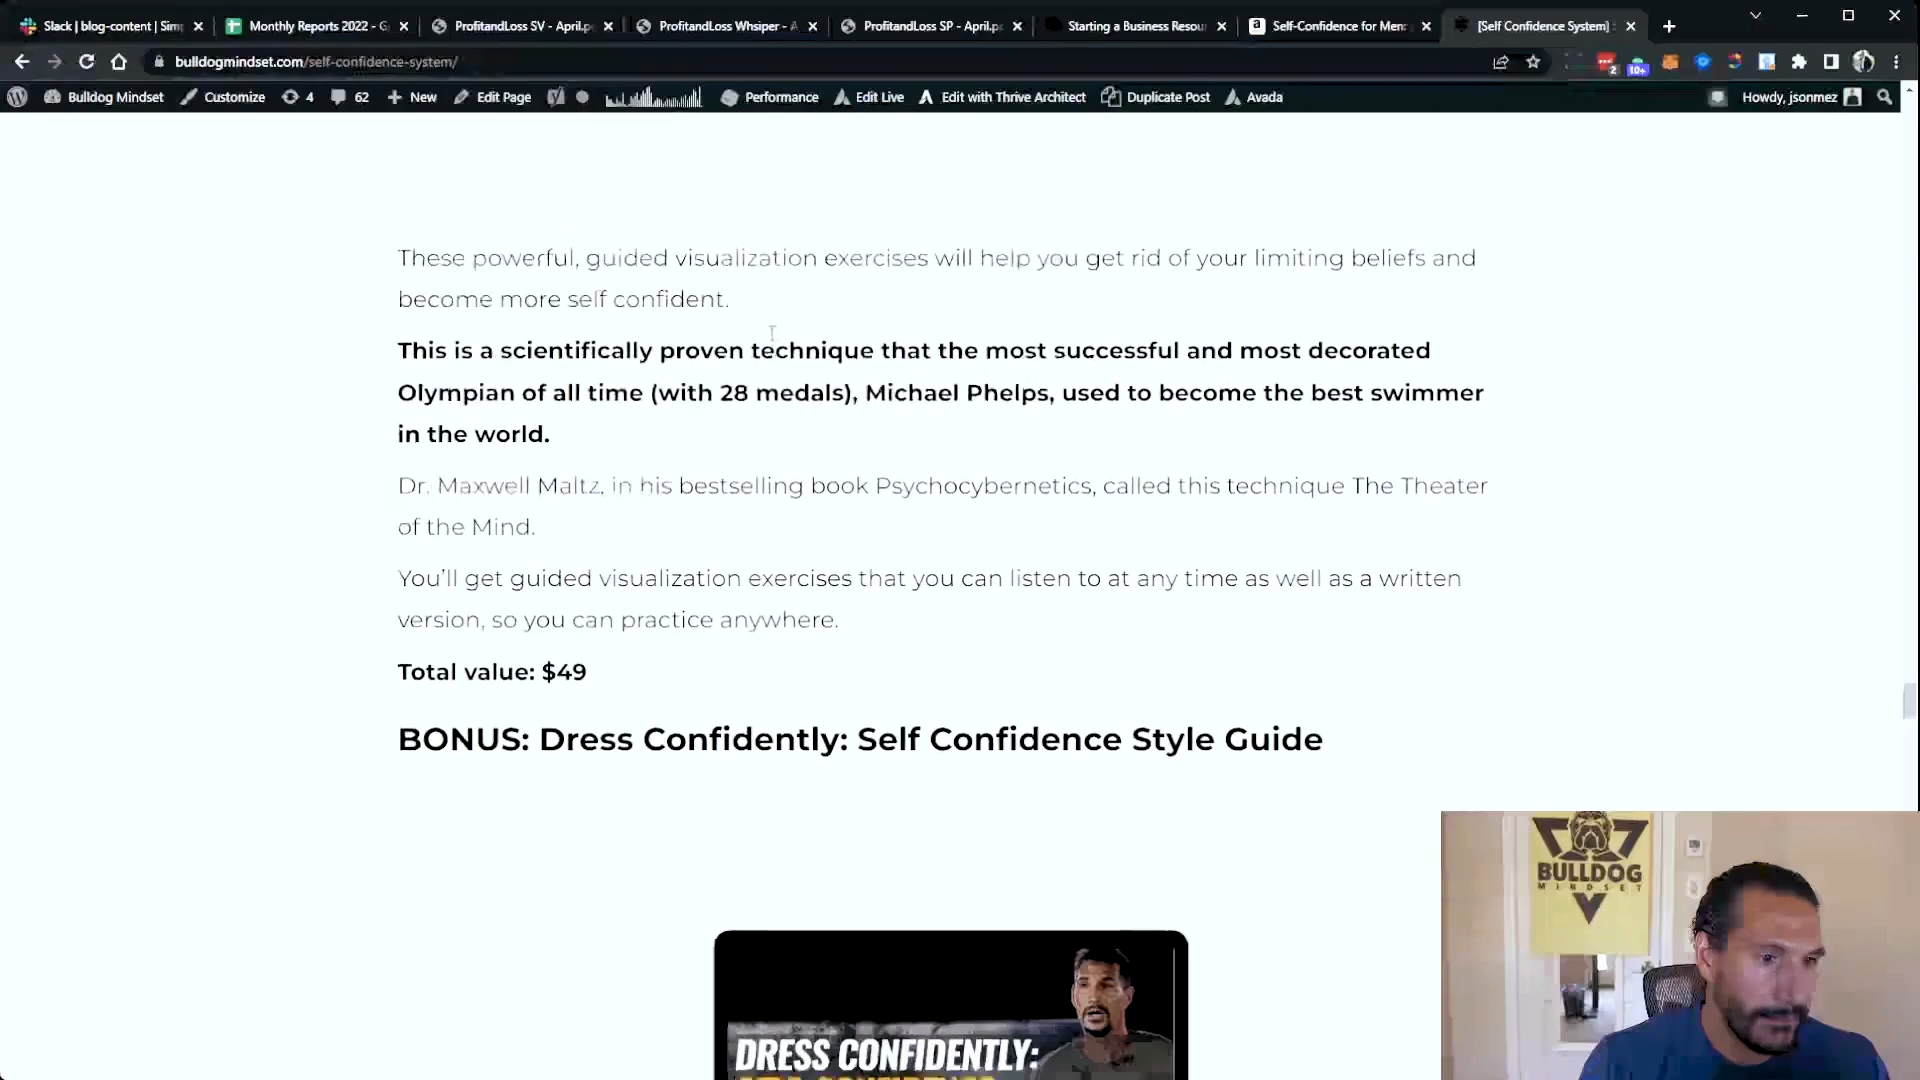 Slack | blog-content | Sim
Monthly Reports 2022 - G
ProfitandLoss SV - April.p
ProfitandLoss Whsiper - A
ProfitandLoss SP - April.p
Starting a Business Resou
Self-Confidence for Men:
[Self Confidence System]
bulldogmindset.com/self-confidence-system/
2
10+
Bulldog Mindset
Customize
4
62
New
Edit Page
Performance
Edit Live
Edit with Thrive Architect
Duplicate Post
Avada
Howdy, jsonmez
These powerful, guided visualization exercises will help you get rid of your limiting beliefs and
become more self confident.
This is a scientifically proven technique that the most successful and most decorated
Olympian of all time (with 28 medals), Michael Phelps, used to become the best swimmer
in the world.
Dr. Maxwell Maltz, in his bestselling book Psychocybernetics, called this technique The Theater
of the Mind.
You'll get guided visualization exercises that you can listen to at any time as well as a written
version, so you can practice anywhere.
Total value: $49
BONUS: Dress Confidently: Self Confidence Style Guide
DRESS CONFIDENTLY:
BULLDOG
MINDSET